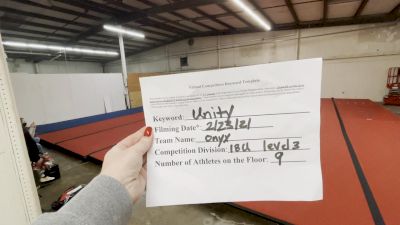 Virtual Competition Keyword Template
Keyword: Unity
Filming Date: 2/23/21
Team Name: Onyx
Competition Division: 18U level 3
Number of Athletes on the Floor: 9